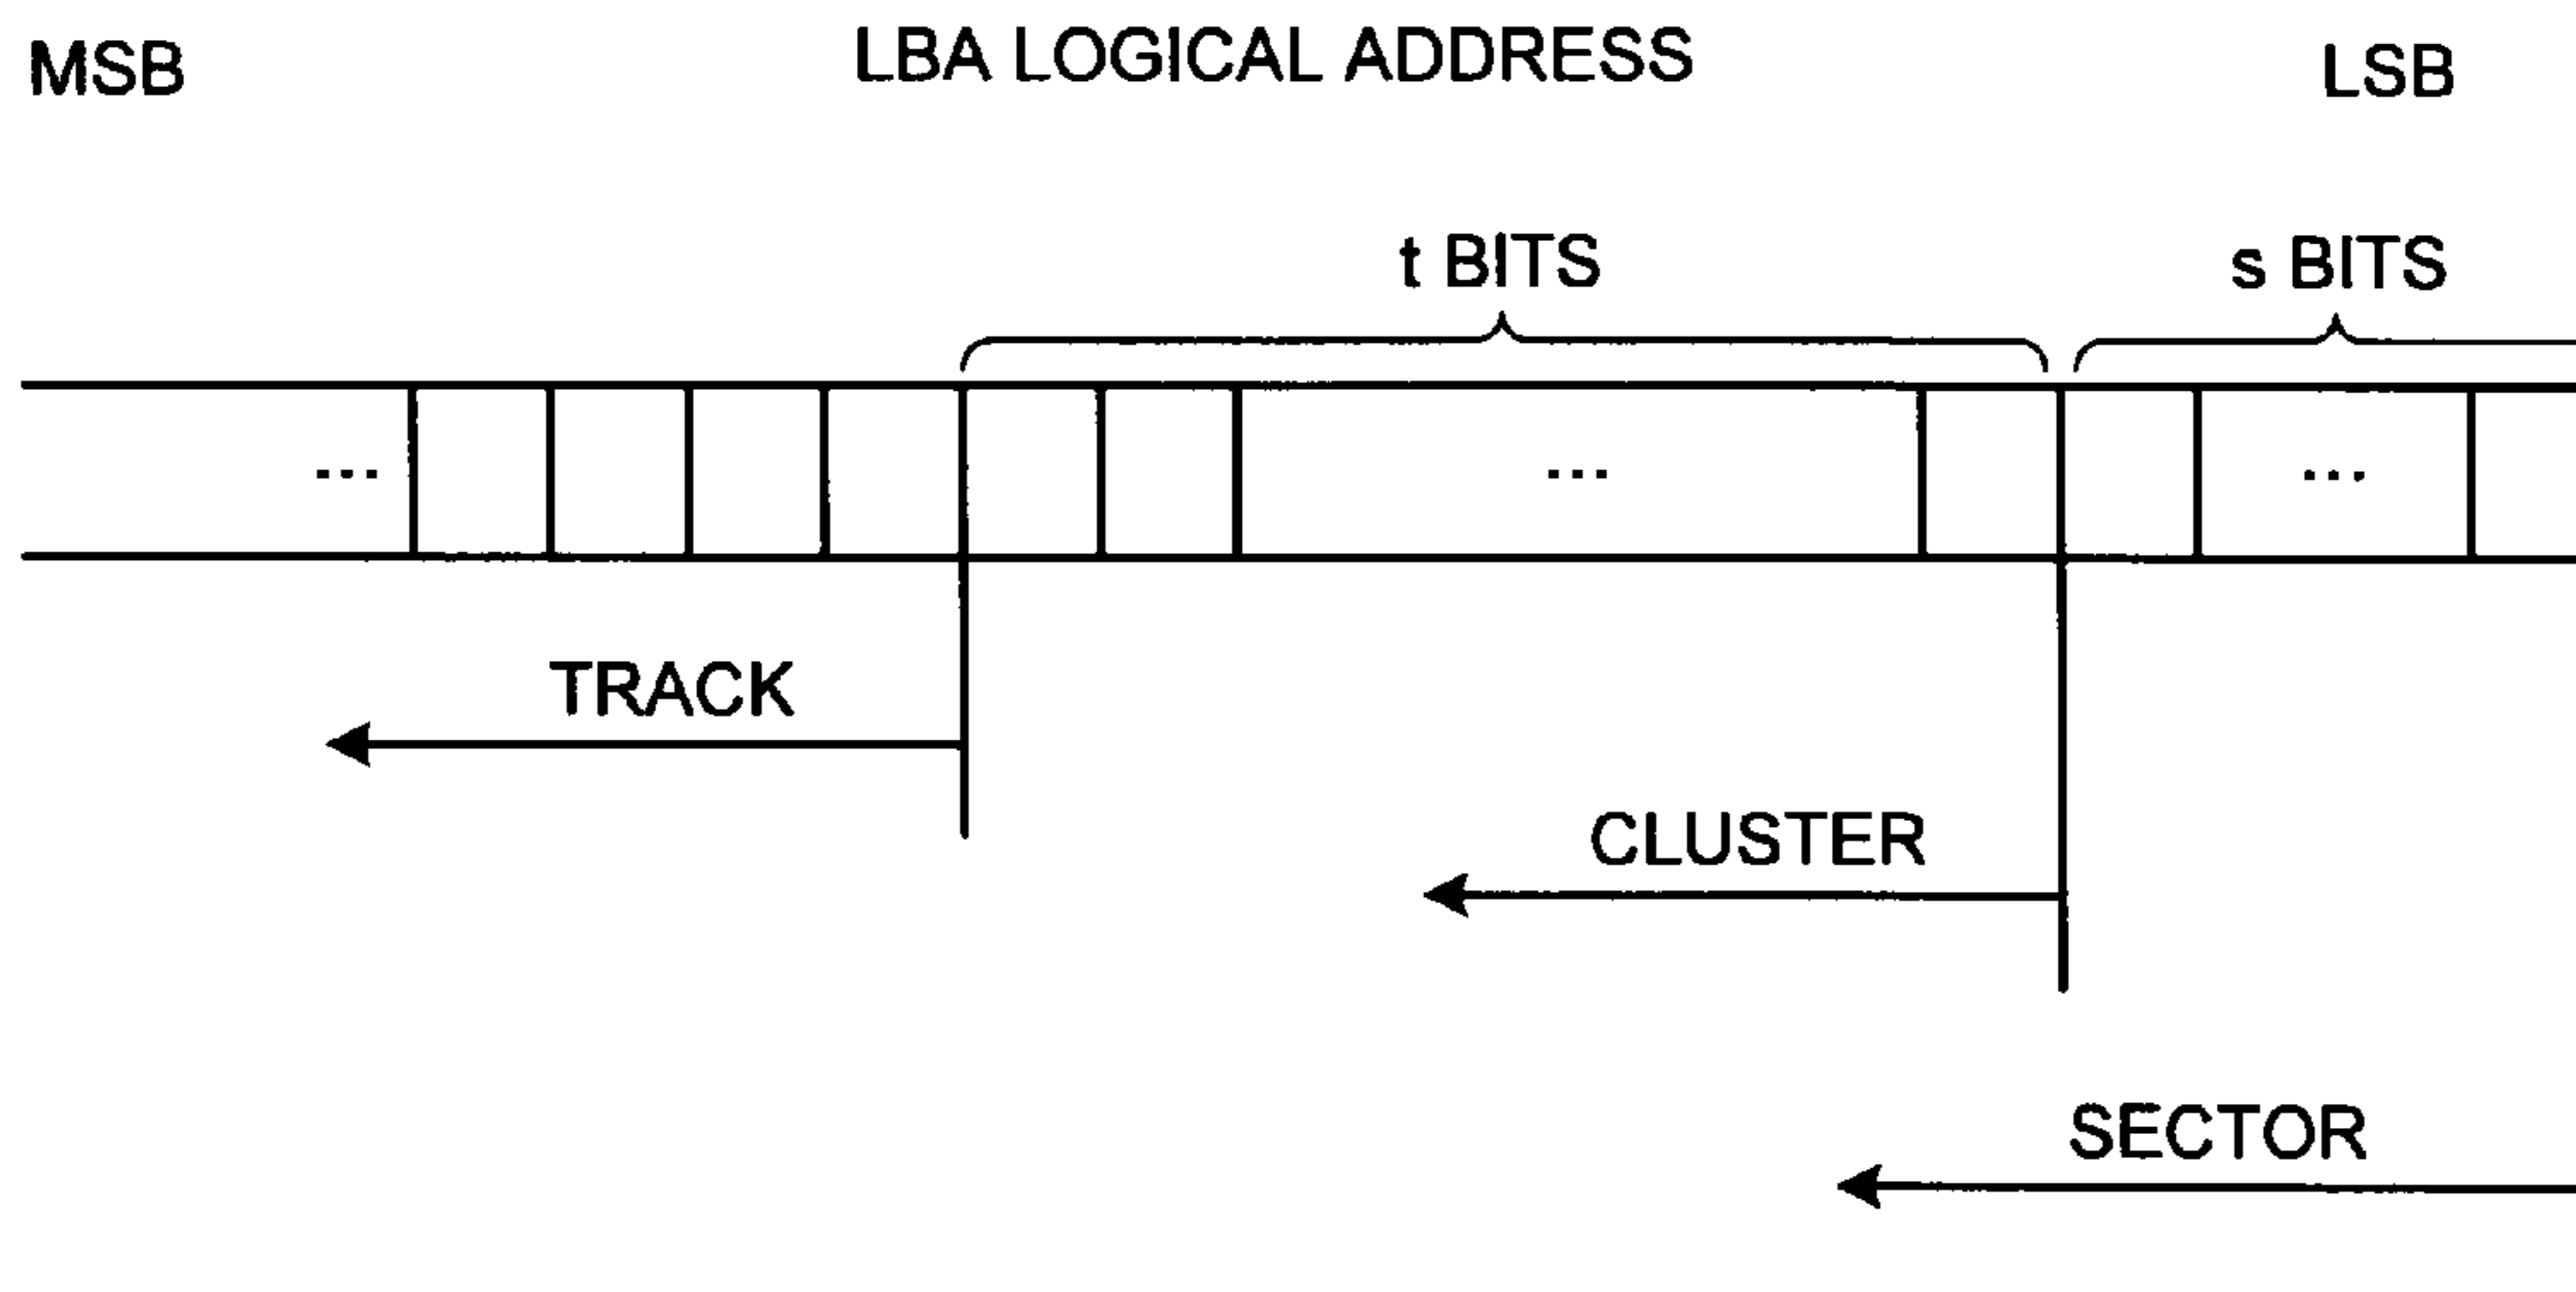 MSB LBA LOGICAL ADDRESS LSB
t BITS s BITS
... ... ...
TRACK
CLUSTER
SECTOR